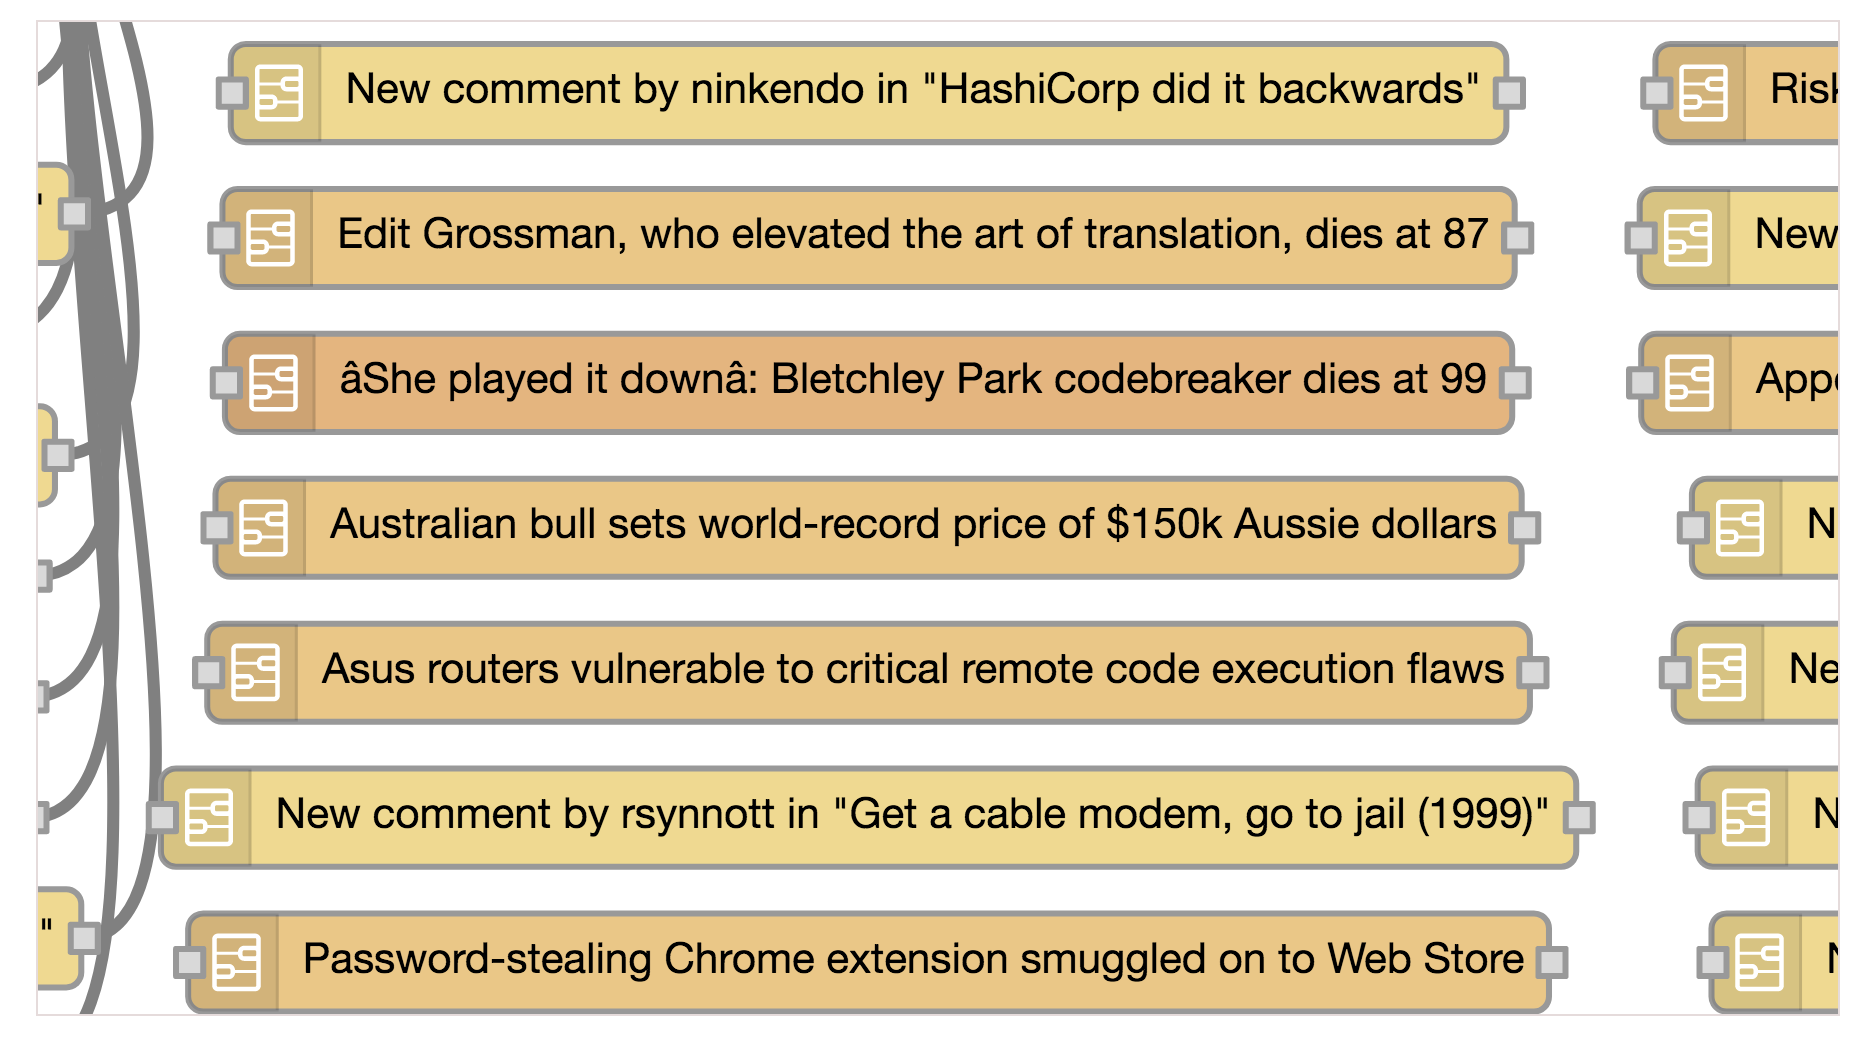 New comment by ninkendo in "HashiCorp did it backwards"
Edit Grossman, who elevated the art of translation, dies at 87
New
"
âShe played it downâ: Bletchley Park codebreaker dies at 99
Australian bull sets world-record price of $150k Aussie dollars
Asus routers vulnerable to critical remote code execution flaws
New comment by rsynnott in "Get a cable modem, go to jail (1999)"
"
Password-stealing Chrome extension smuggled on to Web Store